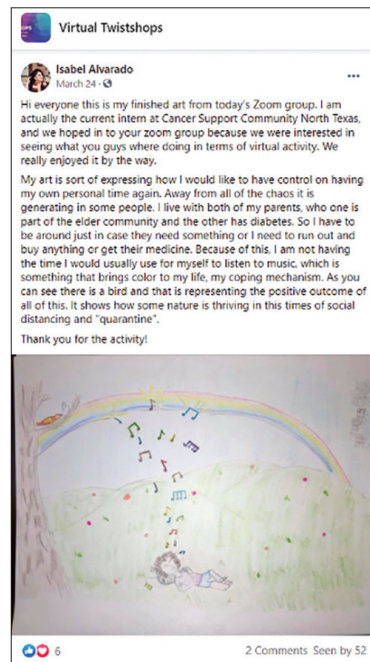 Virtual Twistshops
Isabel Alvarado
March 24 ·
Hi everyone this is my finished art from today's Zoom group. I am
actually the current intern at Cancer Support Community North Texas,
and we hoped in to your zoom group because we were interested in
seeing what you guys where doing in terms of virtual activity. We
really enjoyed it by the way.
My art is sort of expressing how I would like to have control on having
my own personal time again. Away from all of the chaos it is
generating in some people. I live with both of my parents, who one is
part of the elder community and the other has diabetes. So I have to
be around just in case they need something or I need to run out and
buy anything or get their medicine. Because of this, I am not having
the time I would usually use for myself to listen to music, which is
something that brings color to my life, my coping mechanism. As you
can see there is a bird and that is representing the positive outcome of
all of this. It shows how some nature is thriving in this times of social
distancing and "quarantine".
Thank you for the activity!
6
2 Comments Seen by 52